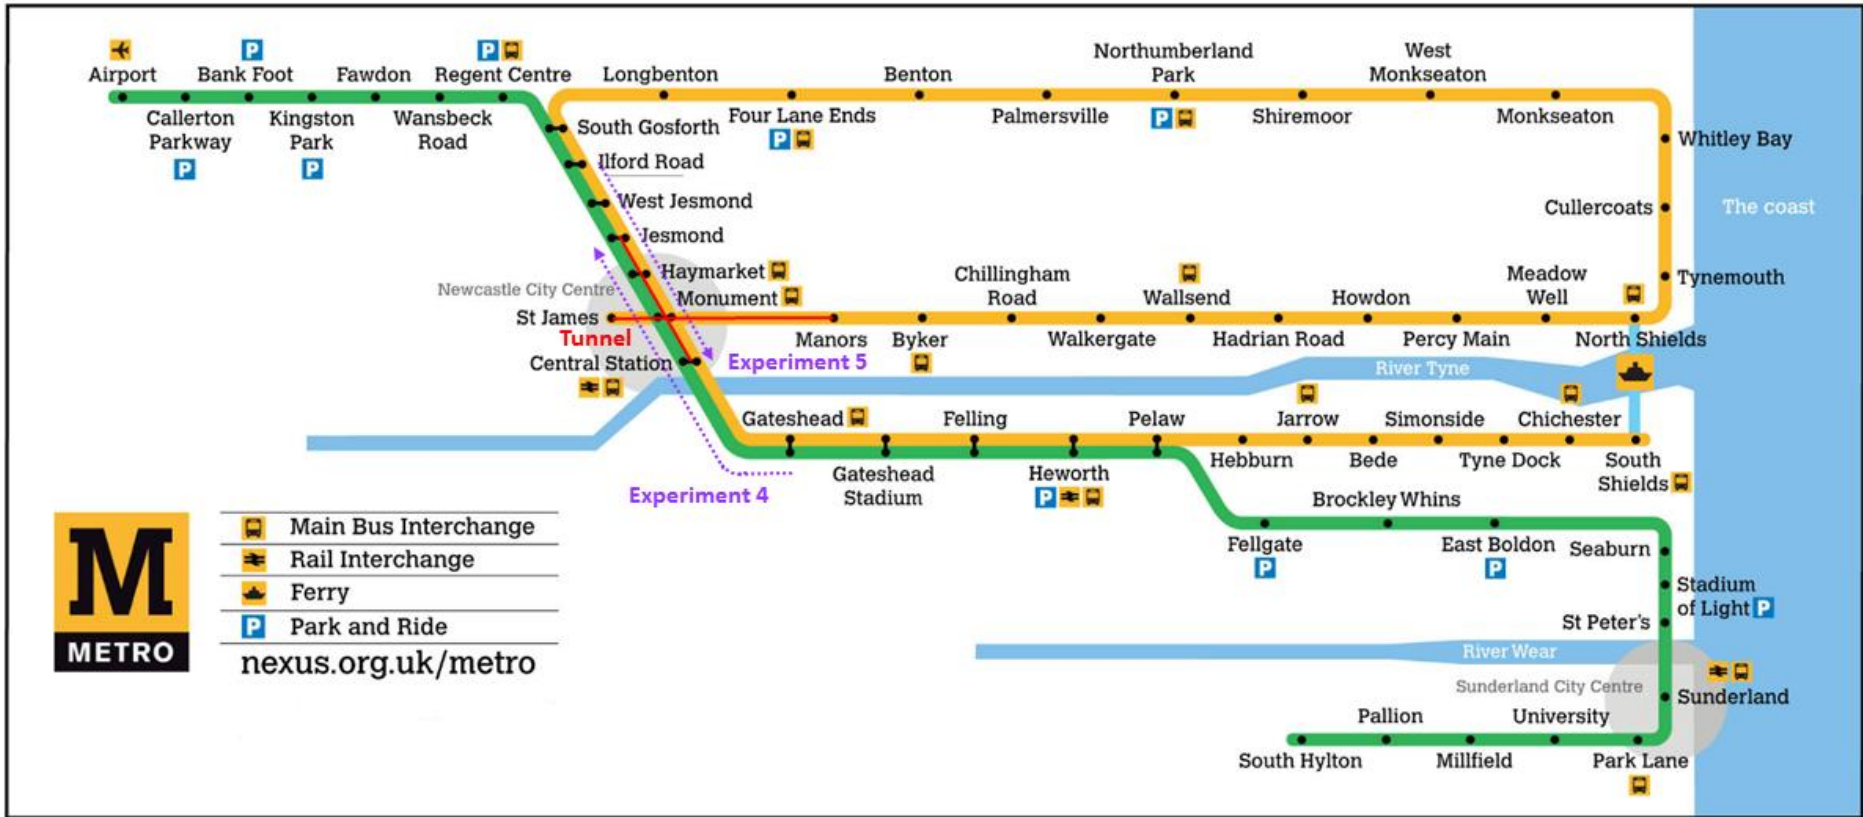 Airport
Bank Foot
Fawdon
Regent Centre
Callerton
Parkway
Kingston
Park
Wansbeck
Road
Longbenton
Four Lane Ends
Benton
Palmersville
Northumberland
Park
Shiremoor
West
Monkseaton
Monkseaton
South Gosforth
Ilford Road
West Jesmond
Jesmond
Haymarket
Monument
Newcastle City Centre
St James
Tunnel
Central Station
Experiment 5
Manors
Byker
Chillingham
Road
Walkergate
Wallsend
Hadrian Road
Howdon
Percy Main
Meadow
Well
North Shields
Whitley Bay
Cullercoats
The coast
Tynemouth
River Tyne
Gateshead
Gateshead
Stadium
Felling
Heworth
Pelaw
Hebburn
Jarrow
Bede
Simonside
Tyne Dock
Chichester
South
Shields
Experiment 4
Fellgate
Brockley Whins
East Boldon
Seaburn
Stadium
of Light
St Peter's
River Wear
Sunderland City Centre
Sunderland
Park Lane
University
Millfield
Pallion
South Hylton
M
METRO
Main Bus Interchange
Rail Interchange
Ferry
P
Park and Ride
nexus.org.uk/metro